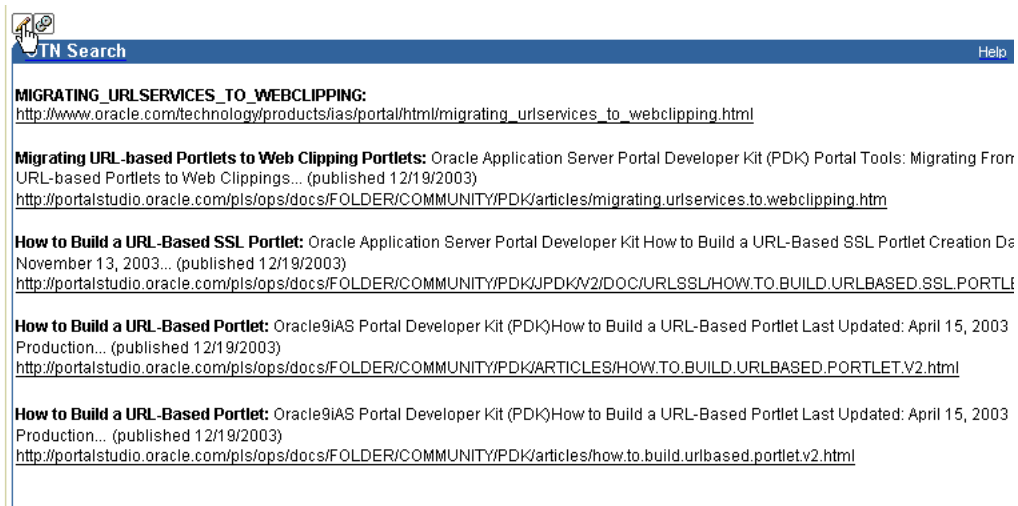 OTN Search
Help
MIGRATING_URLSERVICES_TO_WEBCLIPPING:
http://www.oracle.com/technology/products/ias/portal/html/migrating_urlservices_to_webclipping.html
Migrating URL-based Portlets to Web Clipping Portlets: Oracle Application Server Portal Developer Kit (PDK) Portal Tools: Migrating From
URL-based Portlets to Web Clippings... (published 12/19/2003)
http://portalstudio.oracle.com/pls/ops/docs/FOLDER/COMMUNITY/PDK/articles/migrating.urlservices.to.webclipping.htm
How to Build a URL-Based SSL Portlet: Oracle Application Server Portal Developer Kit How to Build a URL-Based SSL Portlet Creation Da
November 13, 2003... (published 12/19/2003)
http://portalstudio.oracle.com/pls/ops/docs/FOLDER/COMMUNITY/PDK/JPDK/V2/DOC/URLSSL/HOW.TO.BUILD.URLBASED.SSL.PORTLE
How to Build a URL-Based Portlet: Oracle9iAS Portal Developer Kit (PDK)How to Build a URL-Based Portlet Last Updated: April 15, 2003
Production... (published 12/19/2003)
http://portalstudio.oracle.com/pls/ops/docs/FOLDER/COMMUNITY/PDK/ARTICLES/HOW.TO.BUILD.URLBASED.PORTLET.V2.html
How to Build a URL-Based Portlet: Oracle9iAS Portal Developer Kit (PDK)How to Build a URL-Based Portlet Last Updated: April 15, 2003
Production... (published 12/19/2003)
http://portalstudio.oracle.com/pls/ops/docs/FOLDER/COMMUNITY/PDK/articles/how.to.build.urlbased.portlet.v2.html